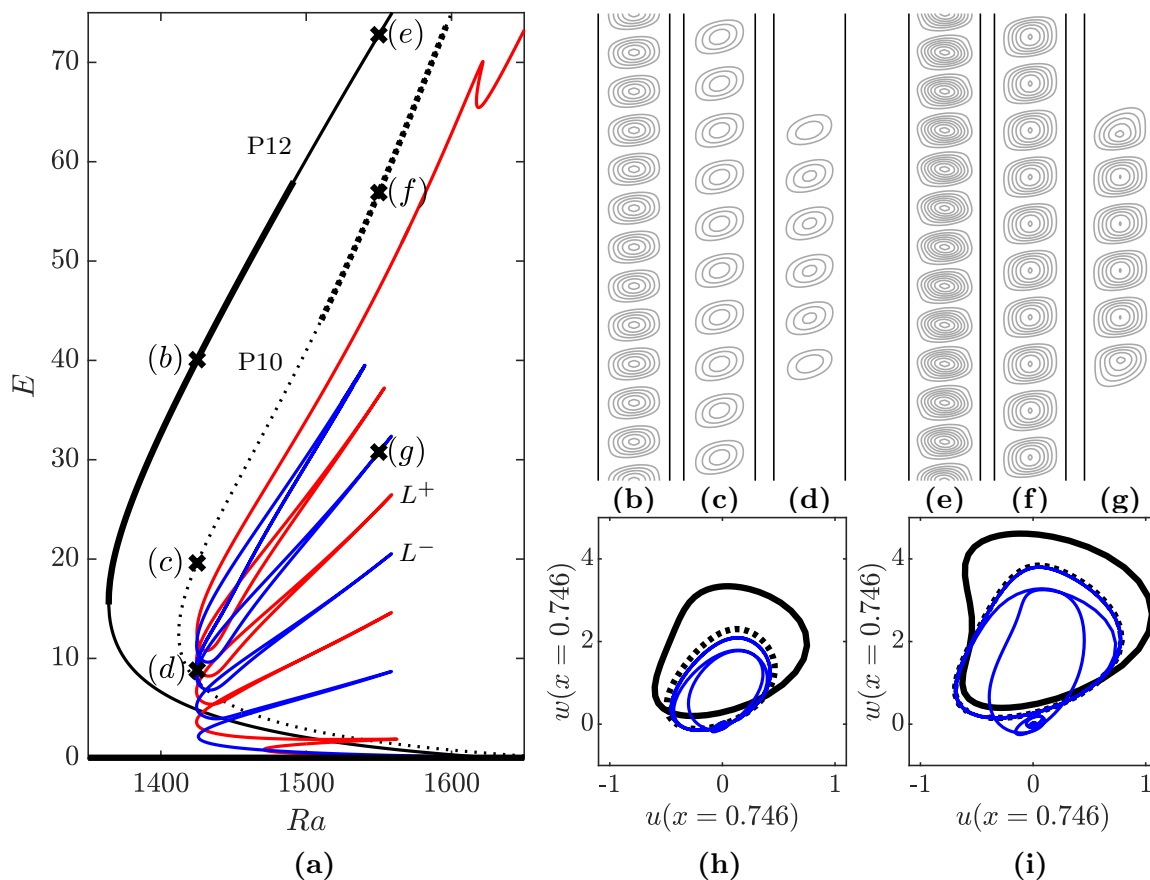 70
60
50
40
30
20
10
0
E
1400
1500
1600
Ra
(a)
P12
P10
(e)
(f)
(b)
(g)
L+
L−
(c)
(d)
(b)
(c)
(d)
(e)
(f)
(g)
4
2
0
w(x = 0.746)
-1
0
1
u(x = 0.746)
(h)
4
2
0
w(x = 0.746)
-1
0
1
u(x = 0.746)
(i)